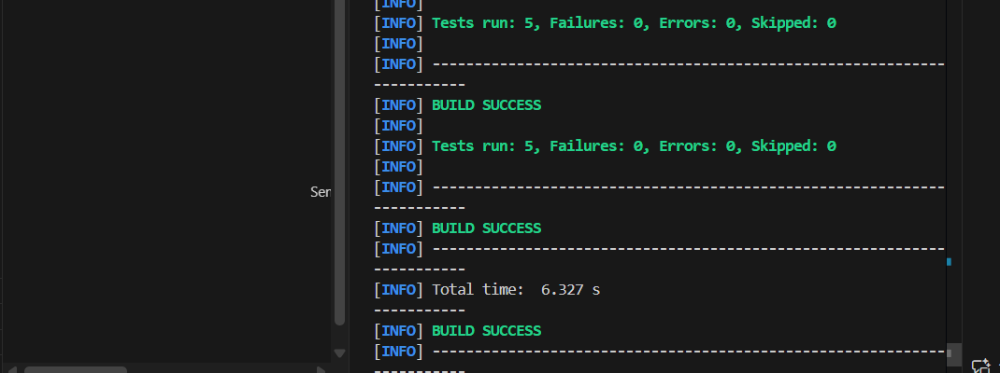 [INFO]
[INFO] Tests run: 5, Failures: 0, Errors: 0, Skipped: 0
[INFO]
[INFO] -------------------------------------------------------------
-----------
[INFO] BUILD SUCCESS
[INFO]
[INFO] Tests run: 5, Failures: 0, Errors: 0, Skipped: 0
[INFO]
[INFO] -------------------------------------------------------------
-----------
Ser
[INFO] BUILD SUCCESS
[INFO] -------------------------------------------------------------
-----------
[INFO] Total time:  6.327 s
-----------
[INFO] BUILD SUCCESS
[INFO] -------------------------------------------------------------
-----------